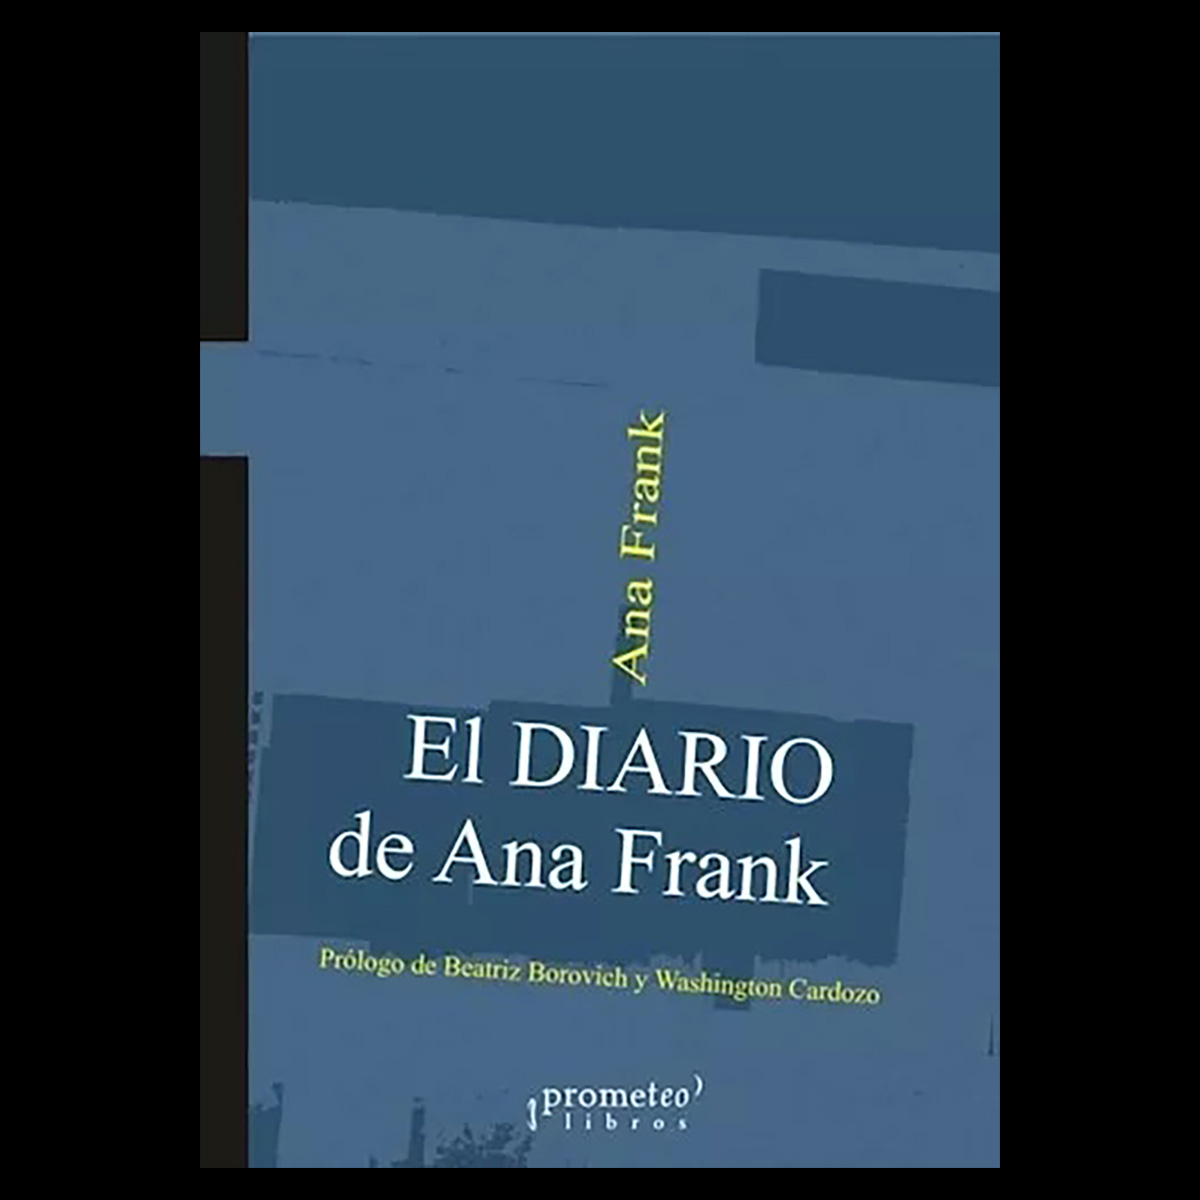 Ana Frank
El DIARIO
de Ana Frank
Prólogo de Beatriz Borovich y Washington Cardozo
prometeo
libros